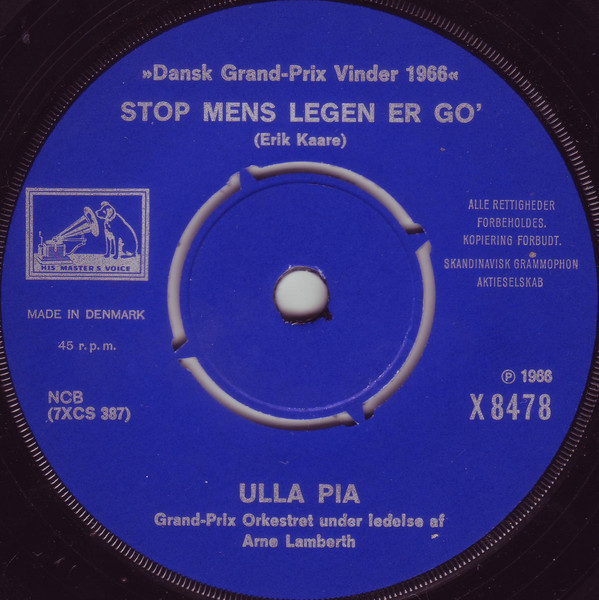 »Dansk Grand-Prix Vinder 1966«
STOP MENS LEGEN ER GO'
(Erik Kaare)
HIS MASTER'S VOICE
MADE IN DENMARK
45 r.p.m.
NCB
(7XCS 387)
ALLE RETTIGHEDER
FORBEHOLDES.
KOPIERING FORBUDT.
SKANDINAVISK GRAMMOPHON
AKTIESELSKAB
℗ 1966
X 8478
ULLA PIA
Grand-Prix Orkestret under ledelse af
Arne Lamberth